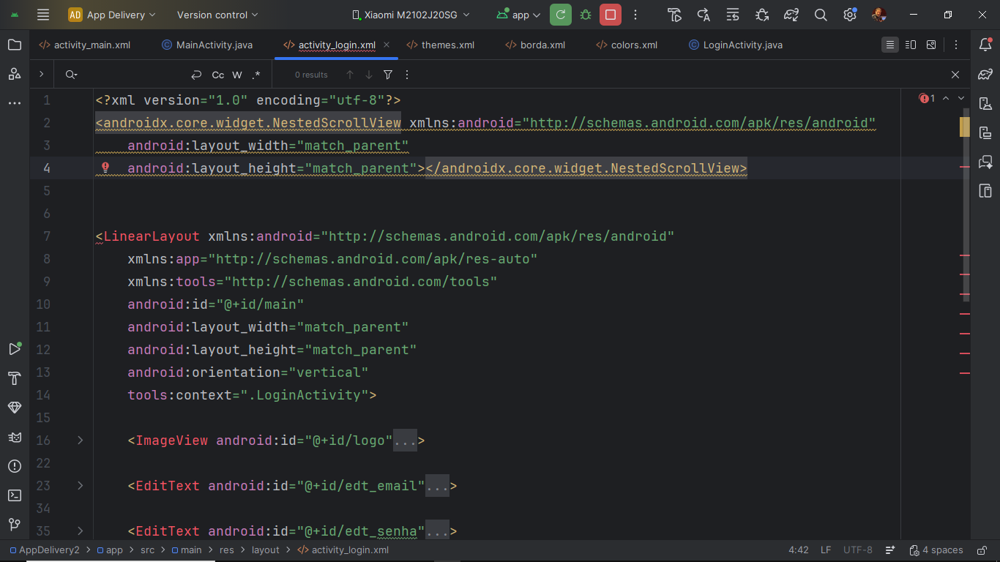 AD App Delivery Version control Xiaomi M2102J20SG app
activity_main.xml MainActivity.java activity_login.xml themes.xml borda.xml colors.xml LoginActivity.java
Cc W .* 0 results
1 <?xml version="1.0" encoding="utf-8"?>
2 <androidx.core.widget.NestedScrollView xmlns:android="http://schemas.android.com/apk/res/android"
3 android:layout_width="match_parent"
4 android:layout_height="match_parent"></androidx.core.widget.NestedScrollView>
5
6
7 <LinearLayout xmlns:android="http://schemas.android.com/apk/res/android"
8 xmlns:app="http://schemas.android.com/apk/res-auto"
9 xmlns:tools="http://schemas.android.com/tools"
10 android:id="@+id/main"
11 android:layout_width="match_parent"
12 android:layout_height="match_parent"
13 android:orientation="vertical"
14 tools:context=".LoginActivity">
15
16 <ImageView android:id="@+id/logo"...>
22
23 <EditText android:id="@+id/edt_email"...>
34
35 <EditText android:id="@+id/edt_senha"...>
1
AppDelivery2 > app > src > main > res > layout > activity_login.xml 4:42 LF UTF-8 4 spaces